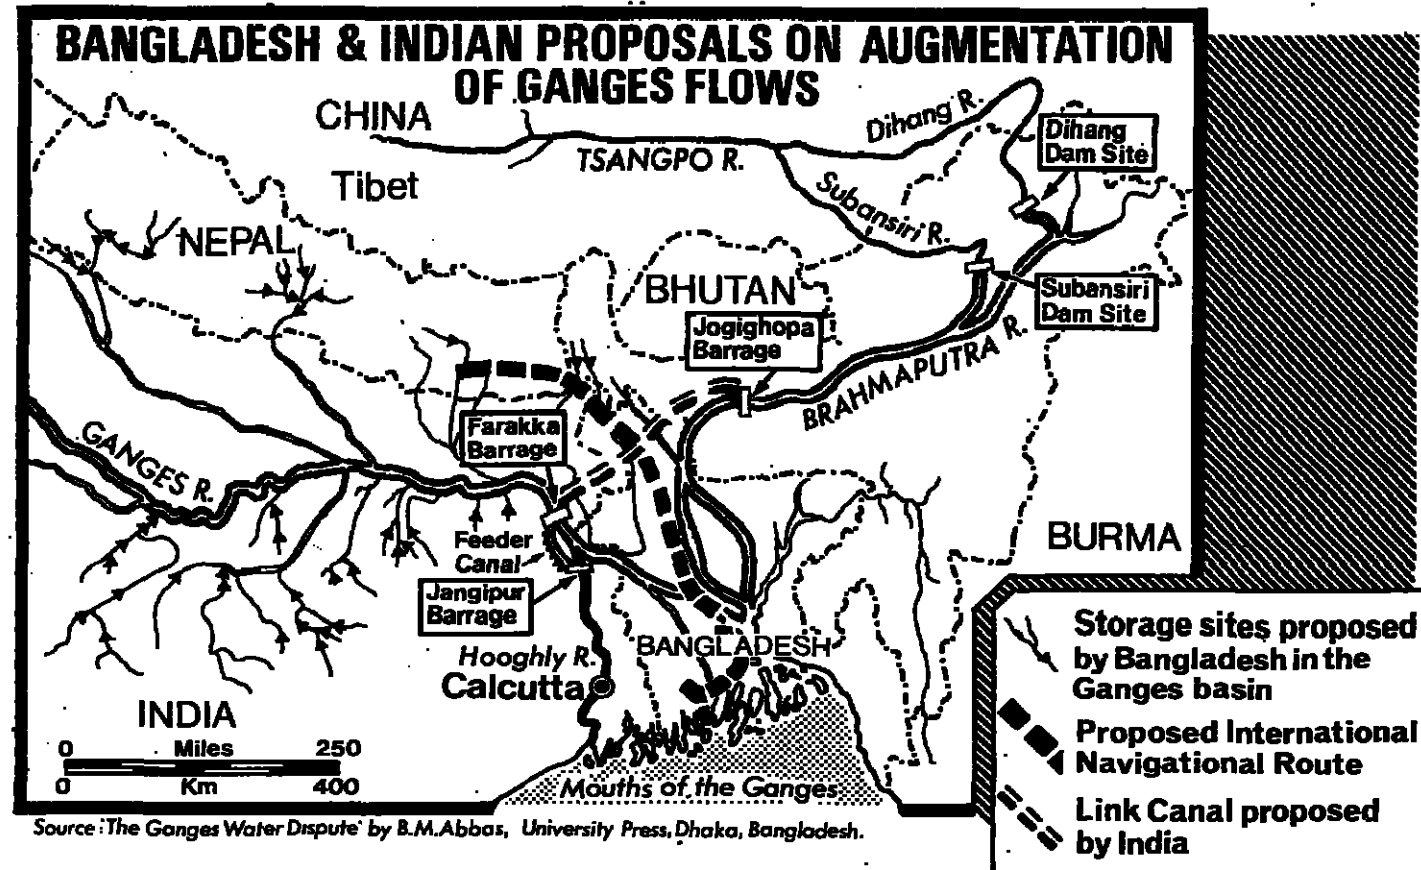 BANGLADESH & INDIAN PROPOSALS ON AUGMENTATION
OF GANGES FLOWS
CHINA
Dihang R.
Dihang
Dam Site
TSANGPO R.
Tibet
Subansiri R.
NEPAL
BHUTAN
Subansiri
Dam Site
Jogighopa
Barrage
BRAHMAPUTRA R.
Farakka
Barrage
GANGES R.
Feeder
Canal
BURMA
Jangipur
Barrage
BANGLADESH
Hooghly R.
Calcutta
INDIA
0 Miles 250
0 Km 400
Mouths of the Ganges
Storage sites proposed
by Bangladesh in the
Ganges basin
Proposed International
Navigational Route
Link Canal proposed
by India
Source: 'The Ganges Water Dispute' by B.M.Abbas, University Press, Dhaka, Bangladesh.